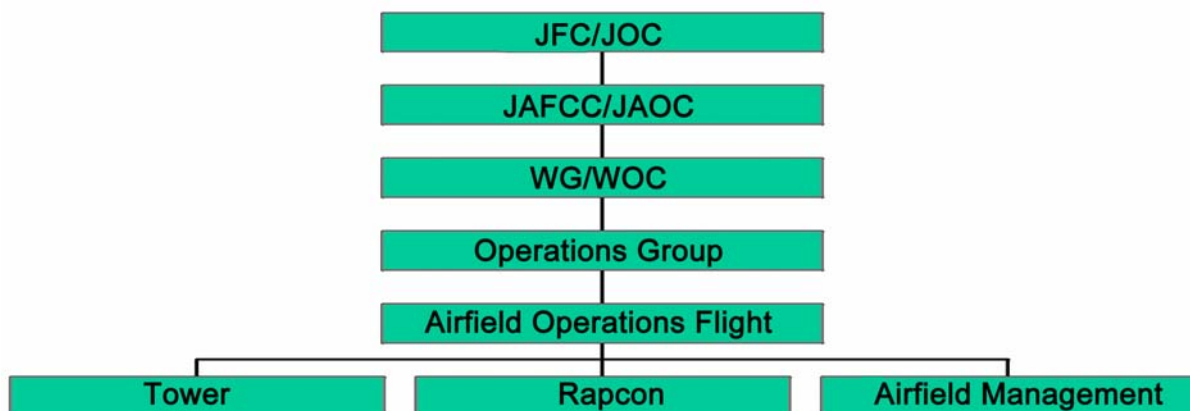 JFC/JOC
JAFCC/JAOC
WG/WOC
Operations Group
Airfield Operations Flight
Tower
Rapcon
Airfield Management